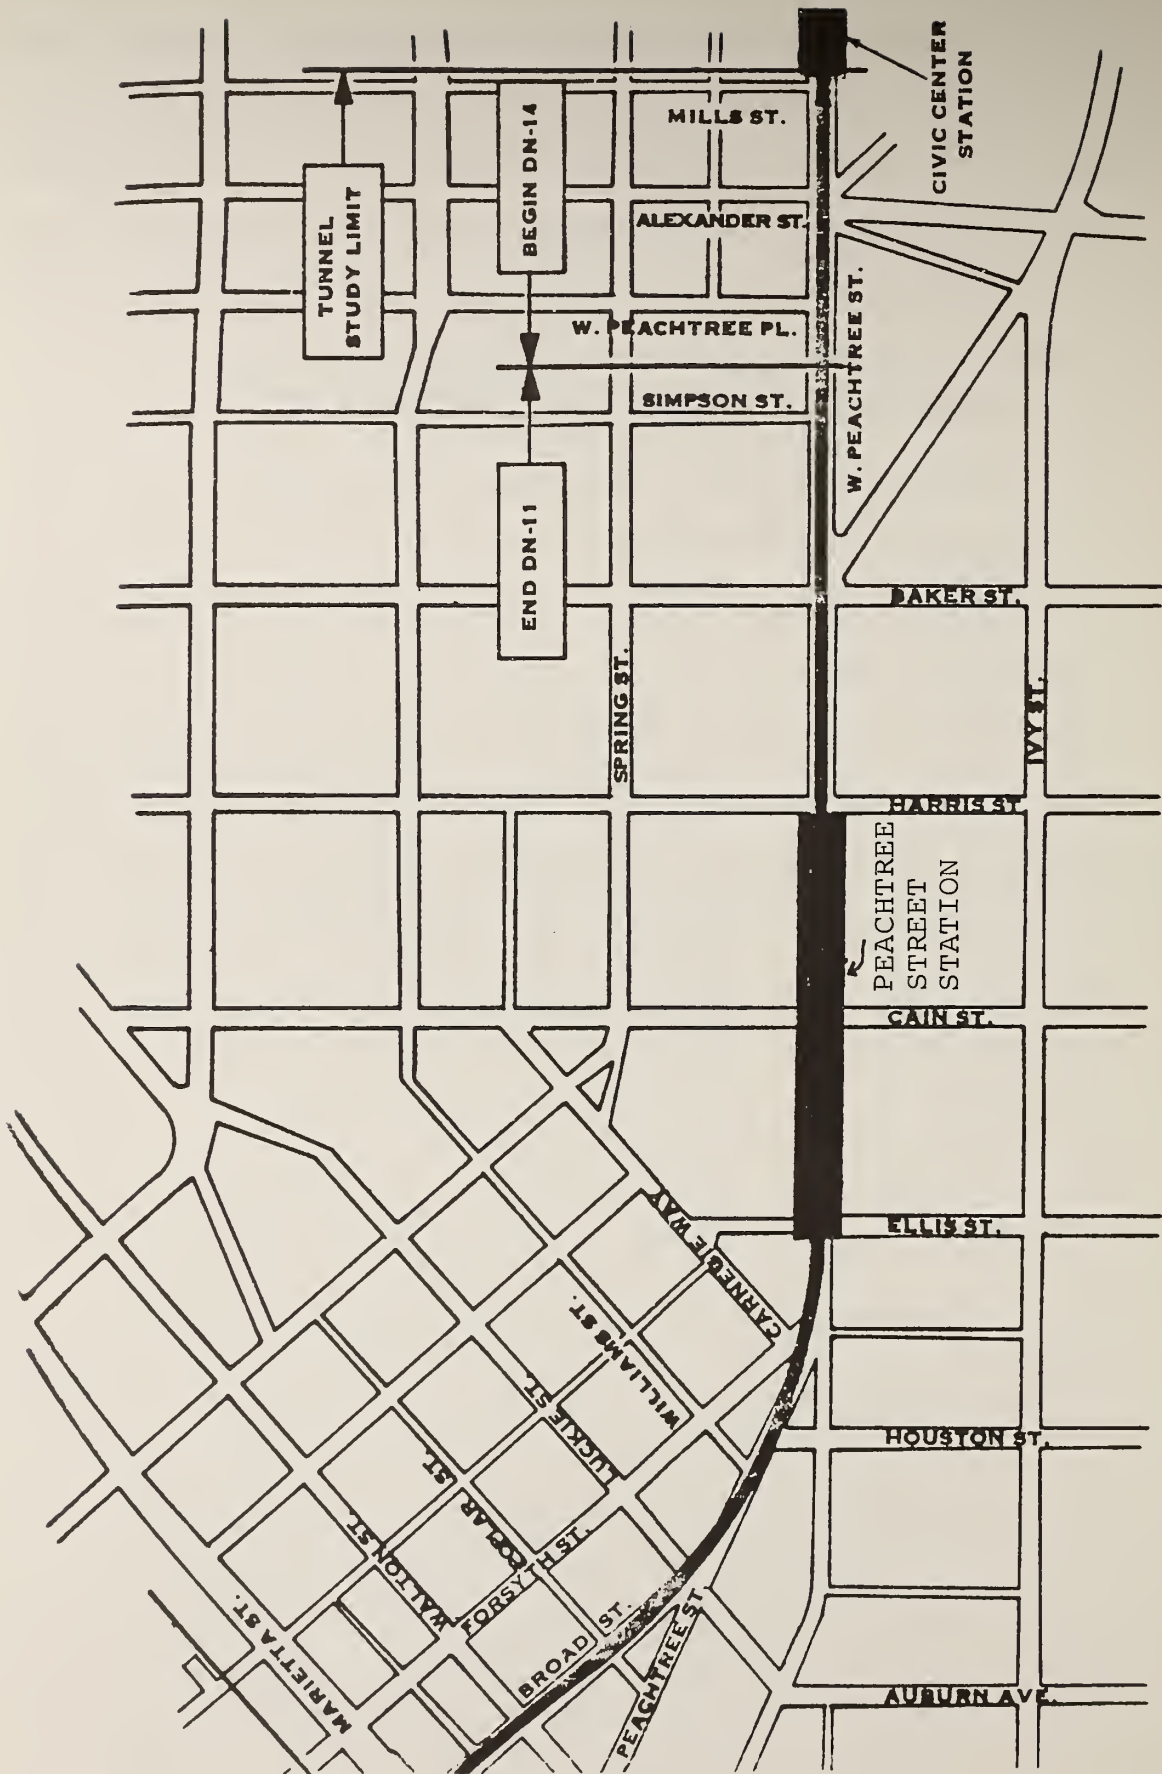 CIVIC CENTER
STATION
MILLS ST.
BEGIN DN-14
TUNNEL
STUDY LIMIT
ALEXANDER ST.
W. PEACHTREE ST.
W. PEACHTREE PL.
SIMPSON ST.
END DN-11
BAKER ST.
SPRING ST.
IVY ST.
HARRIS ST
PEACHTREE
STREET
STATION
CAIN ST.
ELLIS ST.
CARNEGIE WAY
WILLIAMS ST.
LUCKIE ST.
HOUSTON ST.
POPLAR ST.
WALTON ST.
FORSYTH ST.
BROAD ST.
MARIETTA ST.
PEACHTREE ST.
AUBURN AVE.